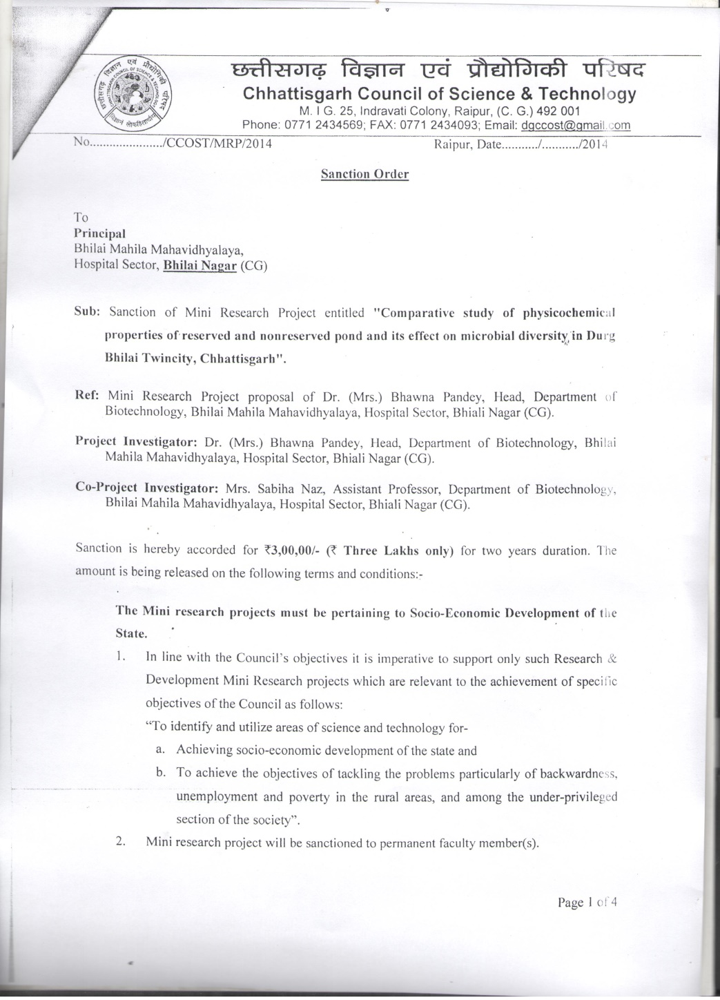 छत्तीसगढ़ विज्ञान एवं प्रौद्योगिकी परिषद
Chhattisgarh Council of Science & Technology
M. I G. 25, Indravati Colony, Raipur, (C. G.) 492 001
Phone: 0771 2434569; FAX: 0771 2434093; Email: dgccost@gmail.com
No....................../CCOST/MRP/2014 Raipur, Date.........../.........../2014
Sanction Order
To
Principal
Bhilai Mahila Mahavidhyalaya,
Hospital Sector, Bhilai Nagar (CG)
Sub: Sanction of Mini Research Project entitled "Comparative study of physicochemical
properties of reserved and nonreserved pond and its effect on microbial diversity in Durg
Bhilai Twincity, Chhattisgarh".
Ref: Mini Research Project proposal of Dr. (Mrs.) Bhawna Pandey, Head, Department of
Biotechnology, Bhilai Mahila Mahavidhyalaya, Hospital Sector, Bhiali Nagar (CG).
Project Investigator: Dr. (Mrs.) Bhawna Pandey, Head, Department of Biotechnology, Bhilai
Mahila Mahavidhyalaya, Hospital Sector, Bhiali Nagar (CG).
Co-Project Investigator: Mrs. Sabiha Naz, Assistant Professor, Department of Biotechnology,
Bhilai Mahila Mahavidhyalaya, Hospital Sector, Bhiali Nagar (CG).
Sanction is hereby accorded for ₹3,00,00/- (₹ Three Lakhs only) for two years duration. The
amount is being released on the following terms and conditions:-
The Mini research projects must be pertaining to Socio-Economic Development of the
State.
1. In line with the Council's objectives it is imperative to support only such Research &
Development Mini Research projects which are relevant to the achievement of specific
objectives of the Council as follows:
“To identify and utilize areas of science and technology for-
a. Achieving socio-economic development of the state and
b. To achieve the objectives of tackling the problems particularly of backwardness,
unemployment and poverty in the rural areas, and among the under-privileged
section of the society”.
2. Mini research project will be sanctioned to permanent faculty member(s).
Page 1 of 4